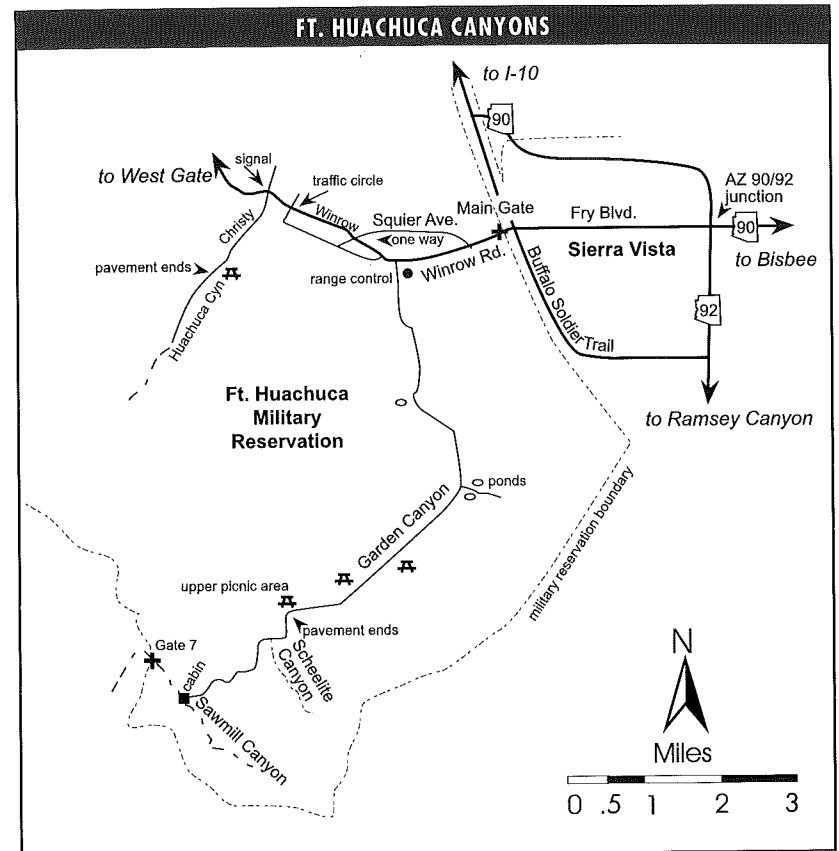 FT. HUACHUCA CANYONS
to I-10
90
signal
to West Gate
traffic circle
AZ 90/92
junction
Winrow
Squier Ave.
Main Gate
Fry Blvd.
90
Christy
one way
Sierra Vista
to Bisbee
pavement ends
range control
Winrow Rd.
Huachuca Cyn
Buffalo Soldier Trail
92
Ft. Huachuca
Military
Reservation
to Ramsey Canyon
ponds
Garden Canyon
military reservation boundary
upper picnic area
pavement ends
Gate 7
cabin
Scheelite
Canyon
Sawmill Canyon
N
Miles
0 .5 1 2 3